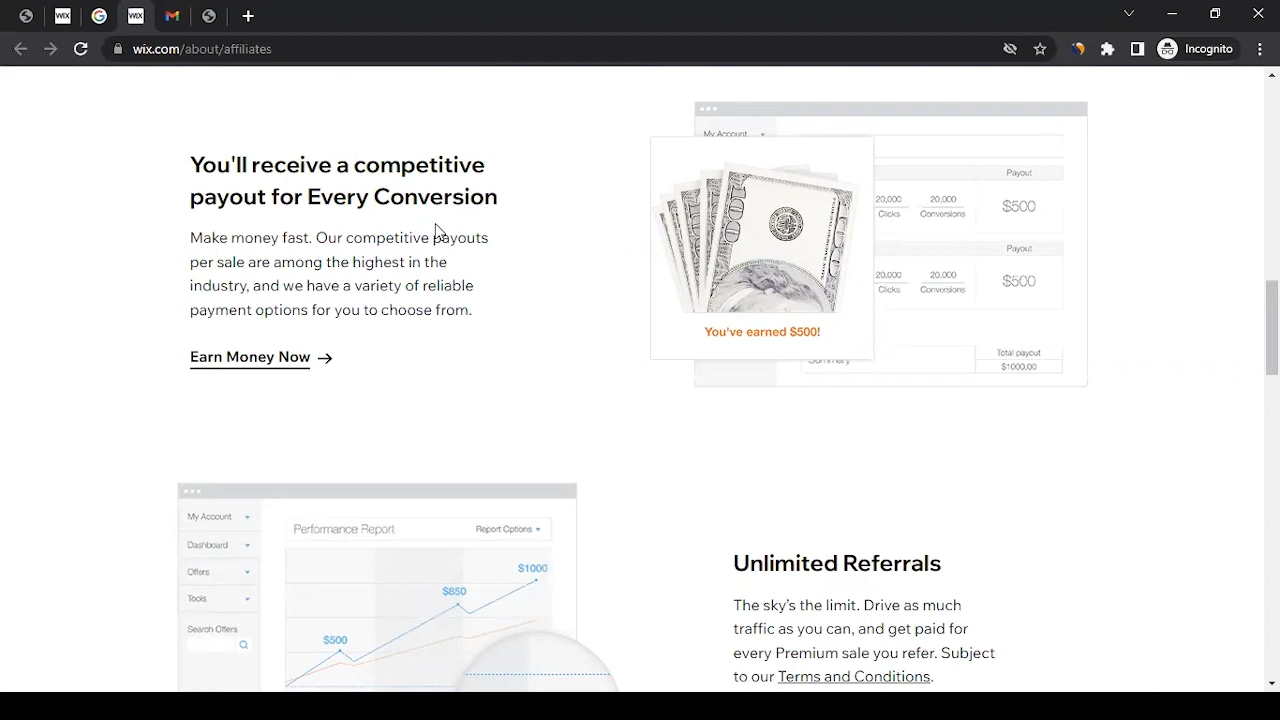 WIX
WIX
wix.com/about/affiliates
Incognito
You'll receive a competitive
payout for Every Conversion
Make money fast. Our competitive payouts
per sale are among the highest in the
industry, and we have a variety of reliable
payment options for you to choose from.
Earn Money Now →
My Account
Payout
20,000 20,000 $500
Clicks Conversions
Payout
20,000 20,000 $500
Clicks Conversions
Total payout
Summary
$1000.00
100
You've earned $500!
My Account
Dashboard
Offers
Tools
Search Offers
Performance Report Report Options
$500
$850
$1000
Unlimited Referrals
The sky's the limit. Drive as much
traffic as you can, and get paid for
every Premium sale you refer. Subject
to our Terms and Conditions.